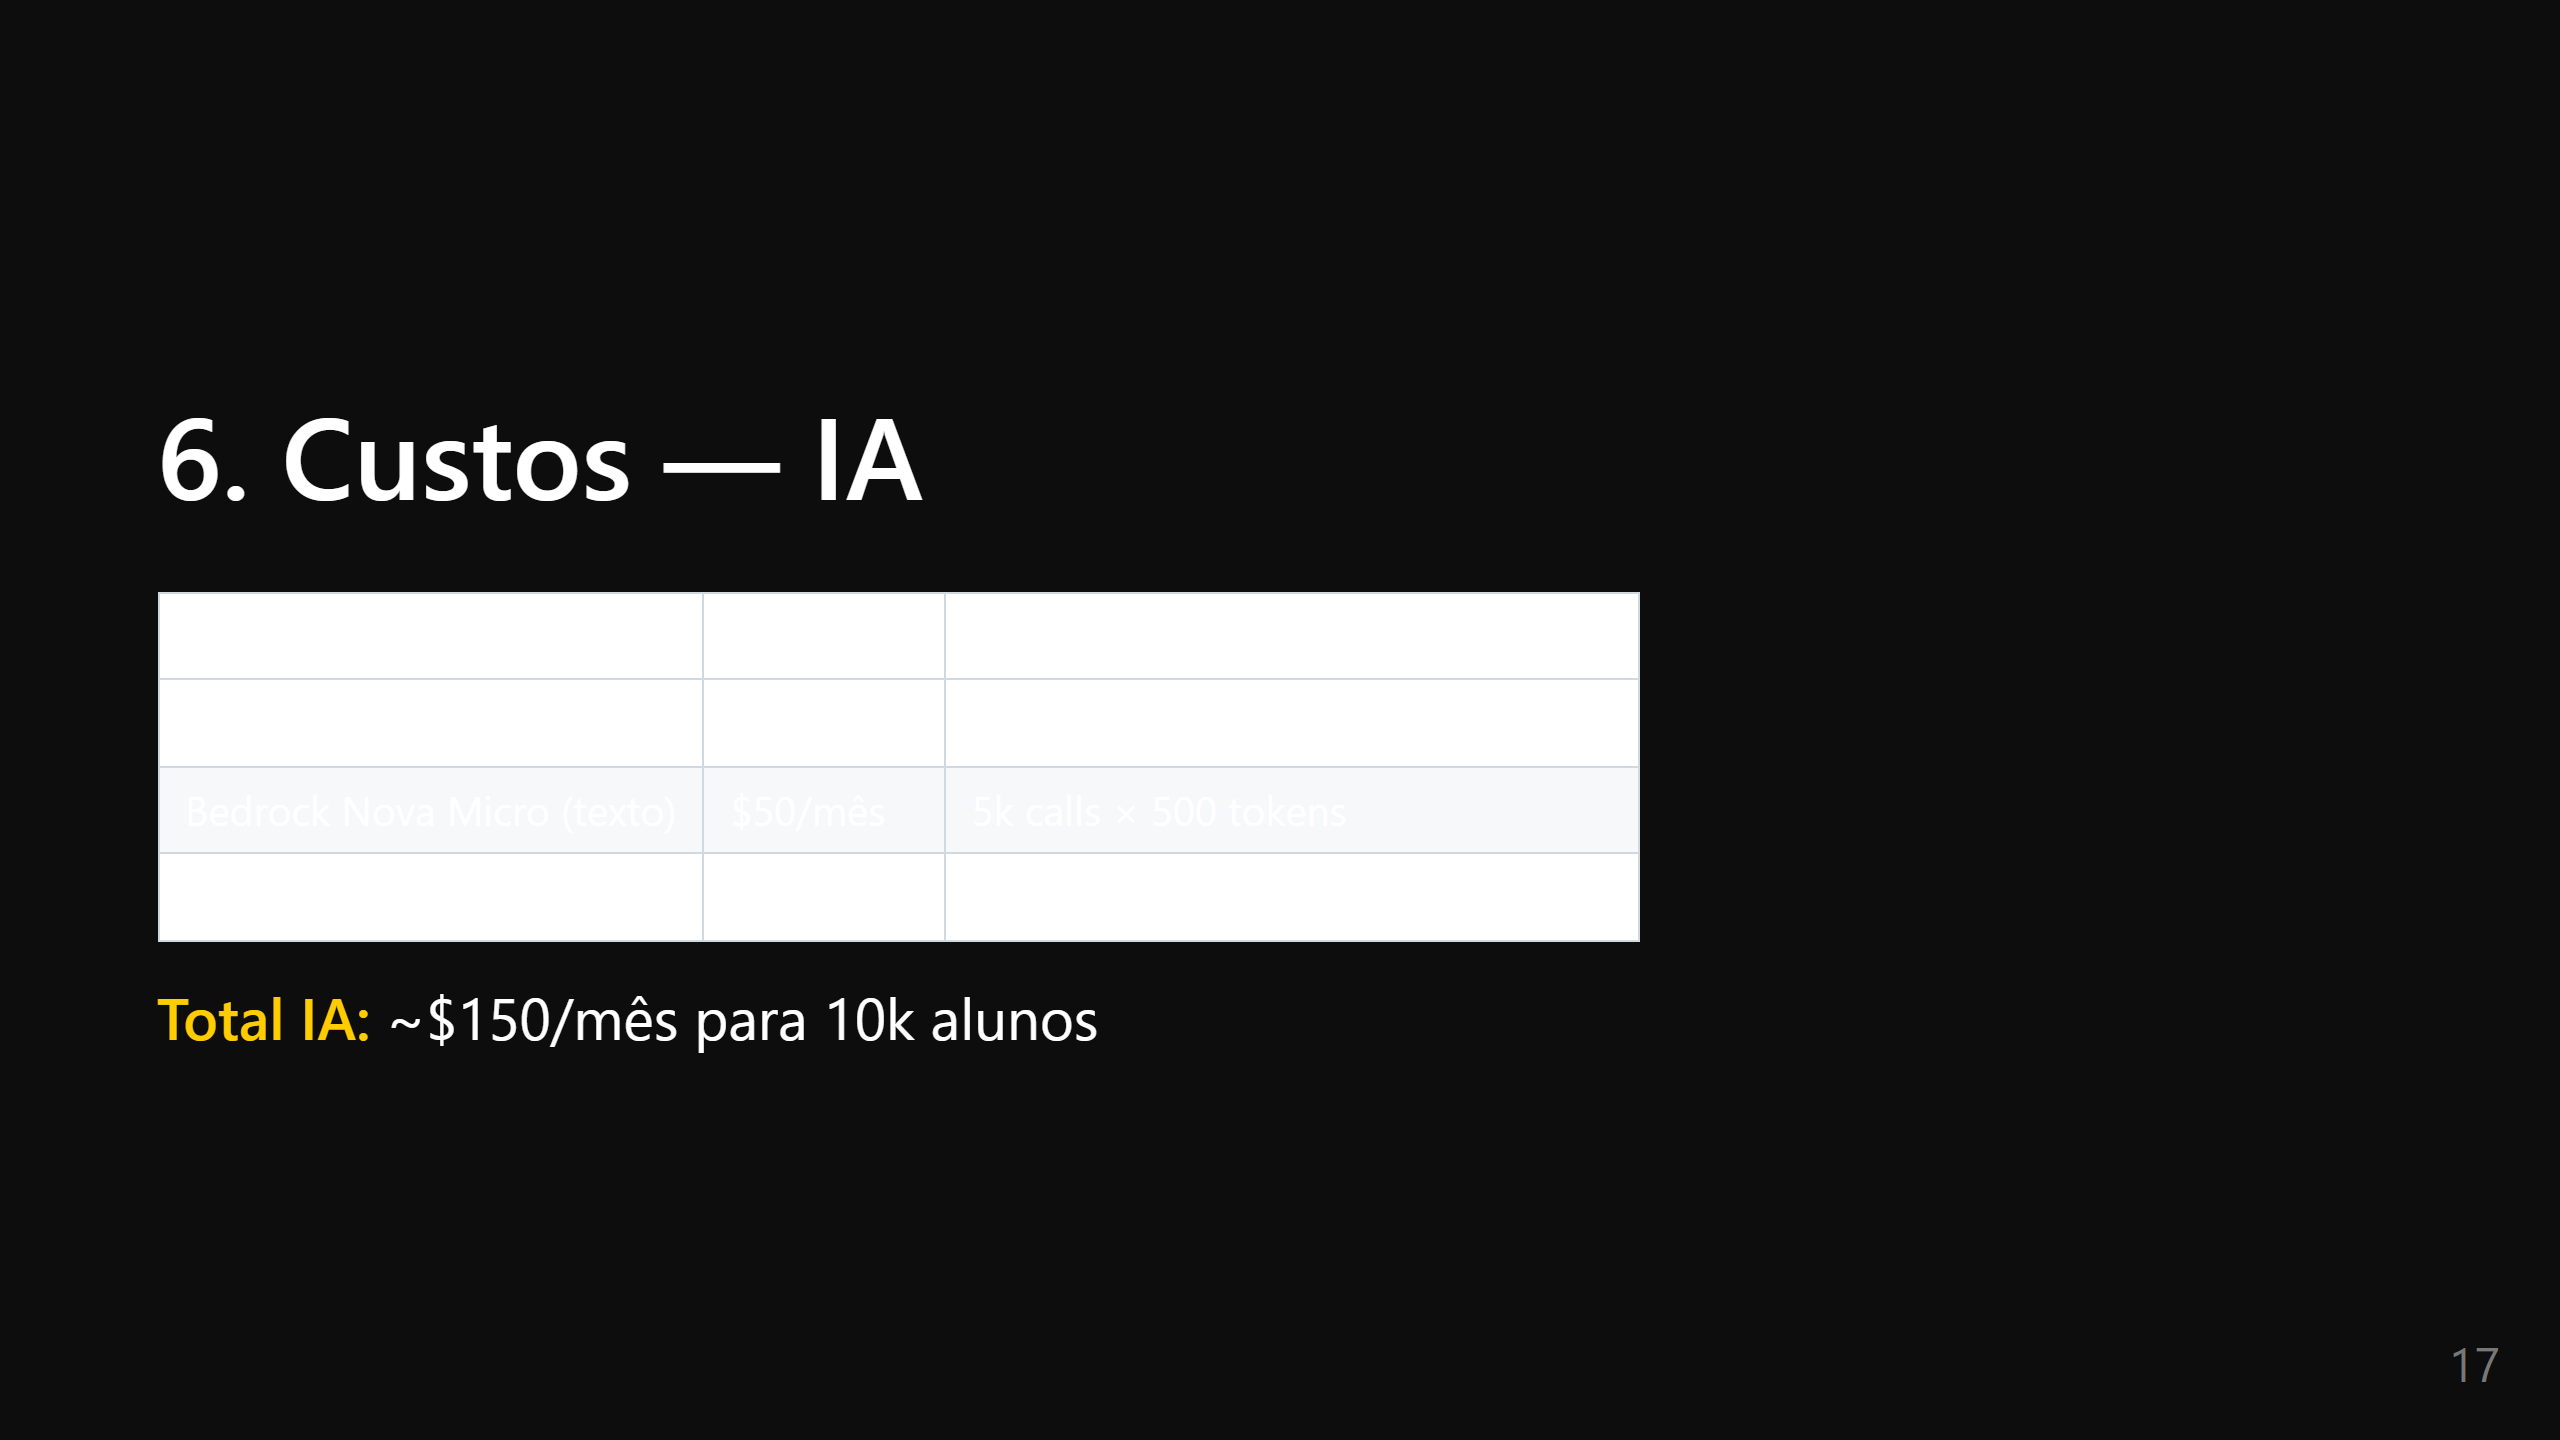 6. Custos — IA
Bedrock Nova Micro (texto) $50/mês 5k calls × 500 tokens
Total IA: ~$150/mês para 10k alunos
17